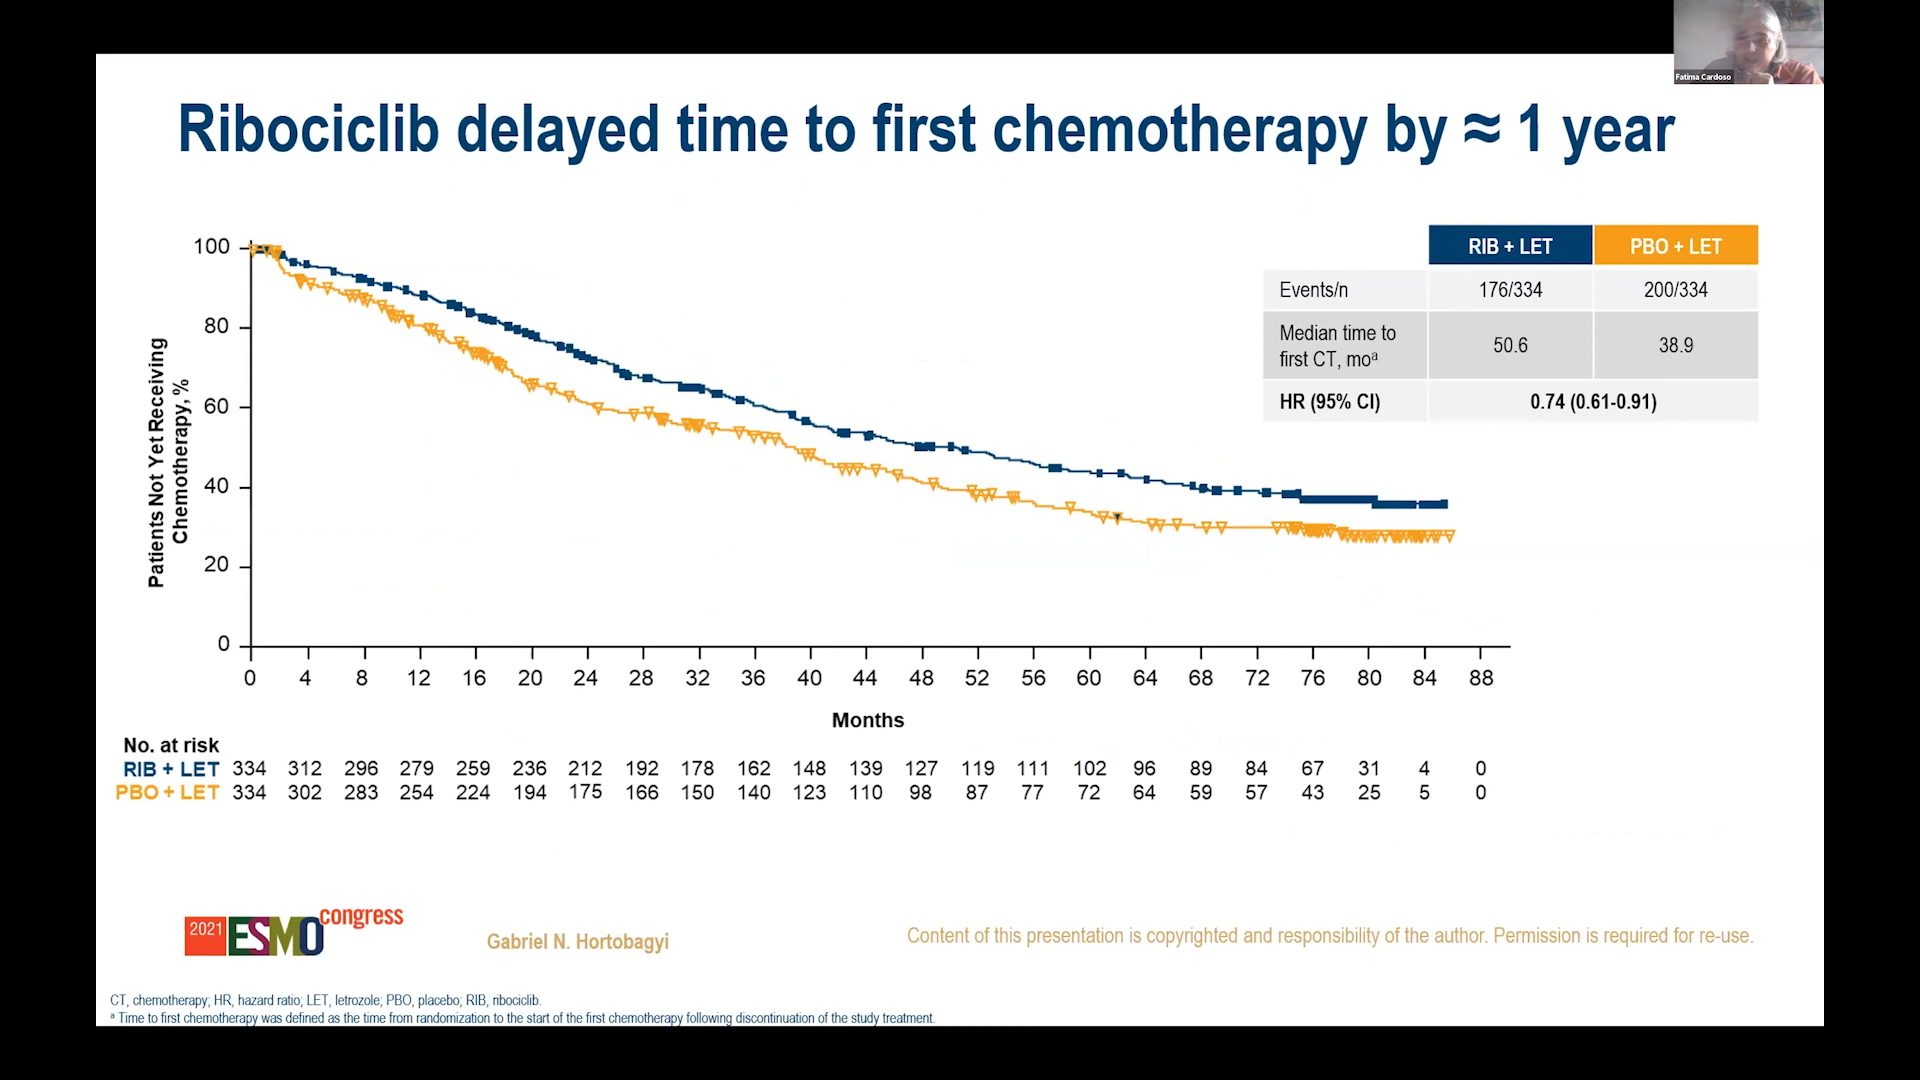 Fatima Cardoso
Ribociclib delayed time to first chemotherapy by ≈ 1 year
RIB + LET PBO + LET
Events/n 176/334 200/334
Median time to
first CT, moᵃ 50.6 38.9
HR (95% CI) 0.74 (0.61-0.91)
Patients Not Yet Receiving
Chemotherapy, %
100
80
60
40
20
0
0 4 8 12 16 20 24 28 32 36 40 44 48 52 56 60 64 68 72 76 80 84 88
Months
No. at risk
RIB + LET 334 312 296 279 259 236 212 192 178 162 148 139 127 119 111 102 96 89 84 67 31 4 0
PBO + LET 334 302 283 254 224 194 175 166 150 140 123 110 98 87 77 72 64 59 57 43 25 5 0
2021 ESMO congress
Gabriel N. Hortobagyi
Content of this presentation is copyrighted and responsibility of the author. Permission is required for re-use.
CT, chemotherapy; HR, hazard ratio; LET, letrozole; PBO, placebo; RIB, ribociclib.
ᵃ Time to first chemotherapy was defined as the time from randomization to the start of the first chemotherapy following discontinuation of the study treatment.